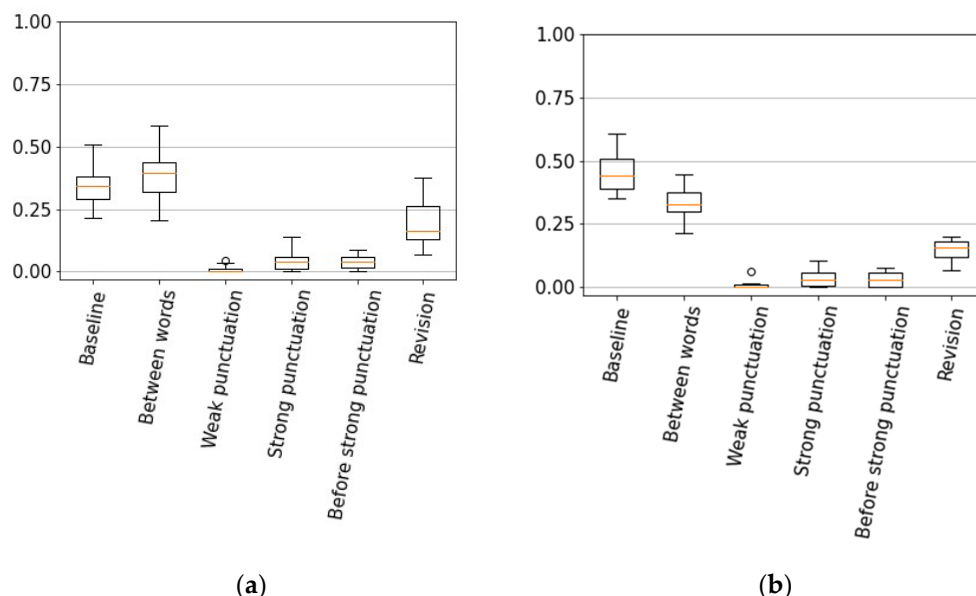 1.00
0.75
0.50
0.25
0.00
Baseline
Between words
Weak punctuation
Strong punctuation
Before strong punctuation
Revision
(a)
1.00
0.75
0.50
0.25
0.00
Baseline
Between words
Weak punctuation
Strong punctuation
Before strong punctuation
Revision
(b)